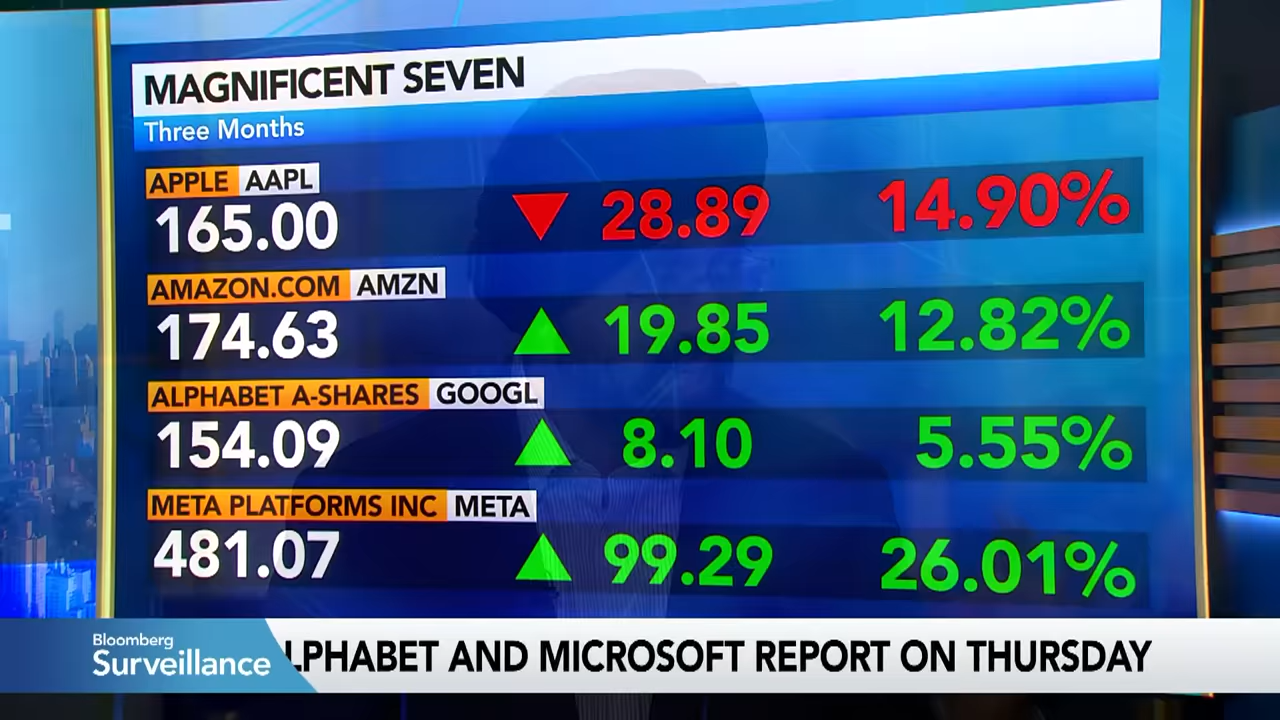 MAGNIFICENT SEVEN
Three Months
APPLE AAPL
165.00 ▼ 28.89 14.90%
AMAZON.COM AMZN
174.63 ▲ 19.85 12.82%
ALPHABET A-SHARES GOOGL
154.09 ▲ 8.10 5.55%
META PLATFORMS INC META
481.07 ▲ 99.29 26.01%
Bloomberg
Surveillance
LPHABET AND MICROSOFT REPORT ON THURSDAY